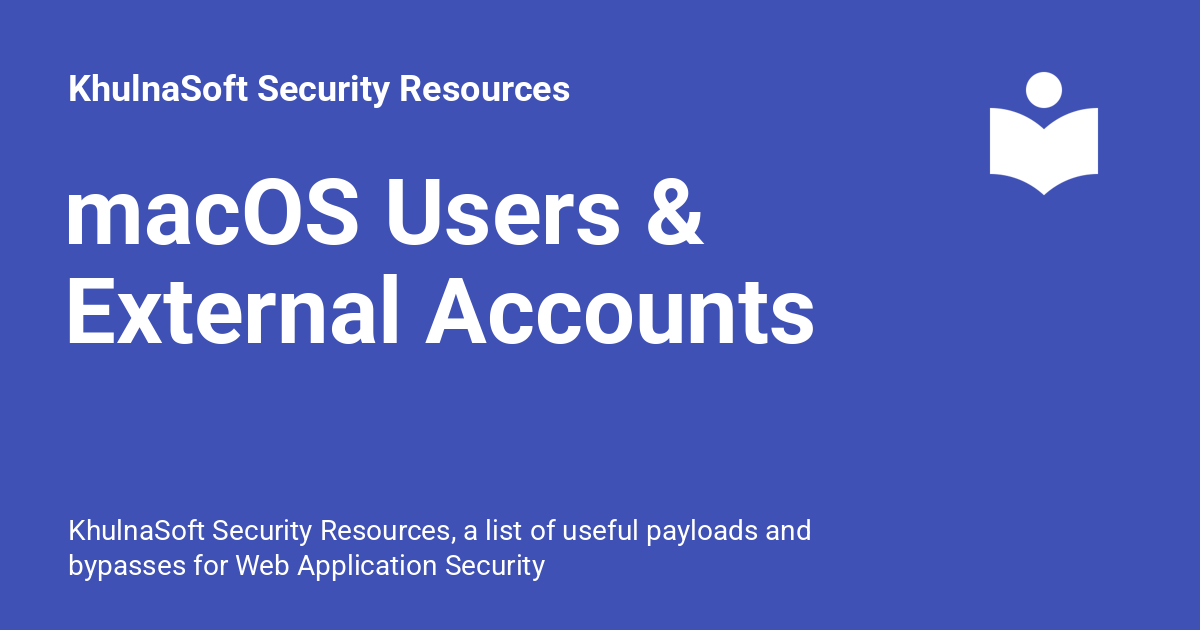 KhulnaSoft Security Resources
macOS Users &
External Accounts
KhulnaSoft Security Resources, a list of useful payloads and
bypasses for Web Application Security